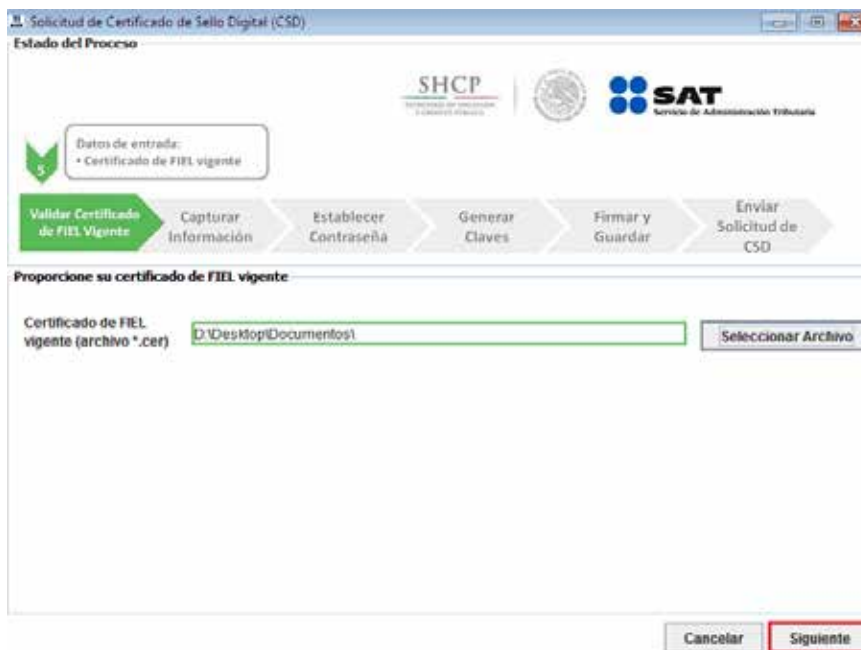 Solicitud de Certificado de Sello Digital (CSD)
Estado del Proceso
SHCP
SAT
Servicio de Administración Tributaria
5
Datos de entrada:
• Certificado de FIEL vigente
Validar Certificado
de FIEL Vigente
Capturar
Información
Establecer
Contraseña
Generar
Claves
Firmar y
Guardar
Enviar
Solicitud de
CSD
Proporcione su certificado de FIEL vigente
Certificado de FIEL
vigente (archivo *.cer)
D:\Desktop\Documentos\
Seleccionar Archivo
Cancelar
Siguiente